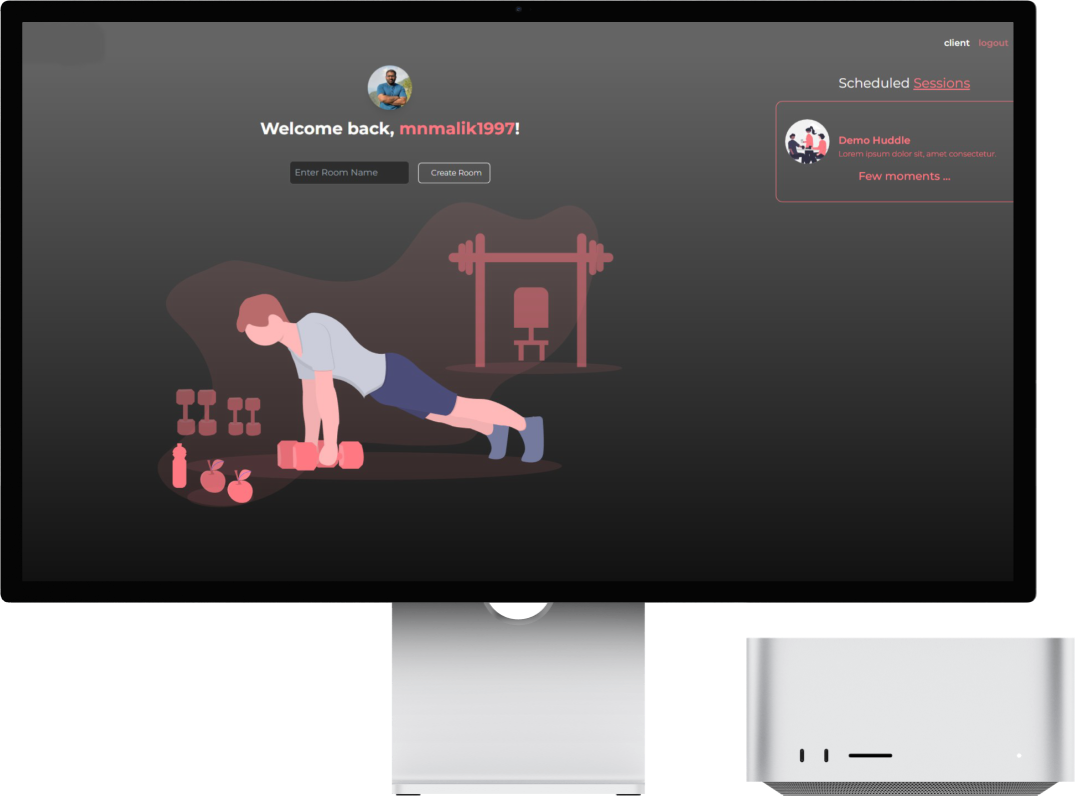 client logout
Scheduled Sessions
Welcome back, mnmalik1997!
Enter Room Name
Create Room
Demo Huddle
Lorem ipsum dolor sit, amet consectetur.
Few moments ...